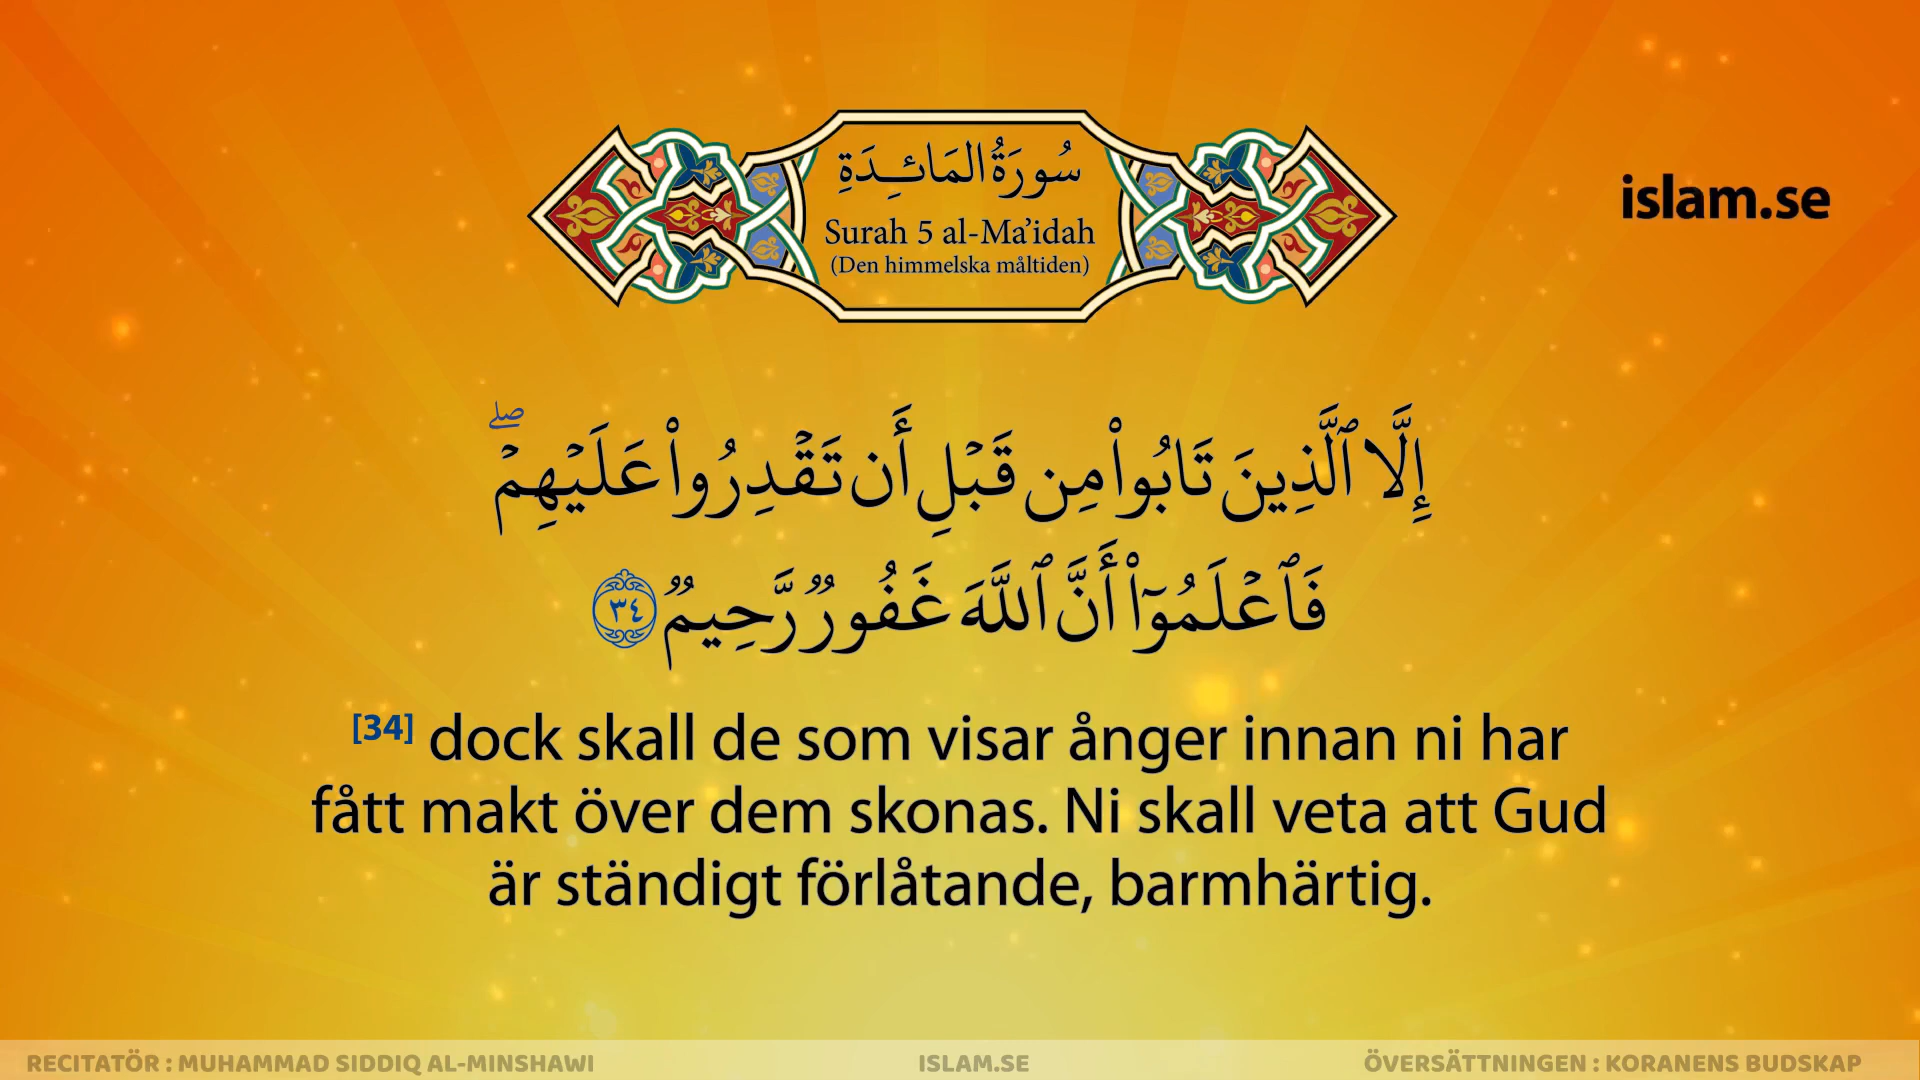 سُورَةُ المَائِدَةِ
Surah 5 al-Ma’idah
(Den himmelska måltiden)
islam.se
إِلَّا ٱلَّذِينَ تَابُوا۟ مِن قَبْلِ أَن تَقْدِرُوا۟ عَلَيْهِمْ ۖ
فَٱعْلَمُوٓا۟ أَنَّ ٱللَّهَ غَفُورٌ رَّحِيمٌ ٣٤
[34] dock skall de som visar ånger innan ni har
fått makt över dem skonas. Ni skall veta att Gud
är ständigt förlåtande, barmhärtig.
RECITATÖR : MUHAMMAD SIDDIQ AL-MINSHAWI
ISLAM.SE
ÖVERSÄTTNINGEN : KORANENS BUDSKAP